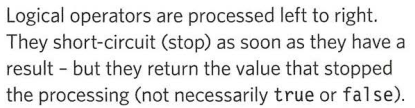 Logical operators are processed left to right.
They short-circuit (stop) as soon as they have a
result – but they return the value that stopped
the processing (not necessarily true or false).